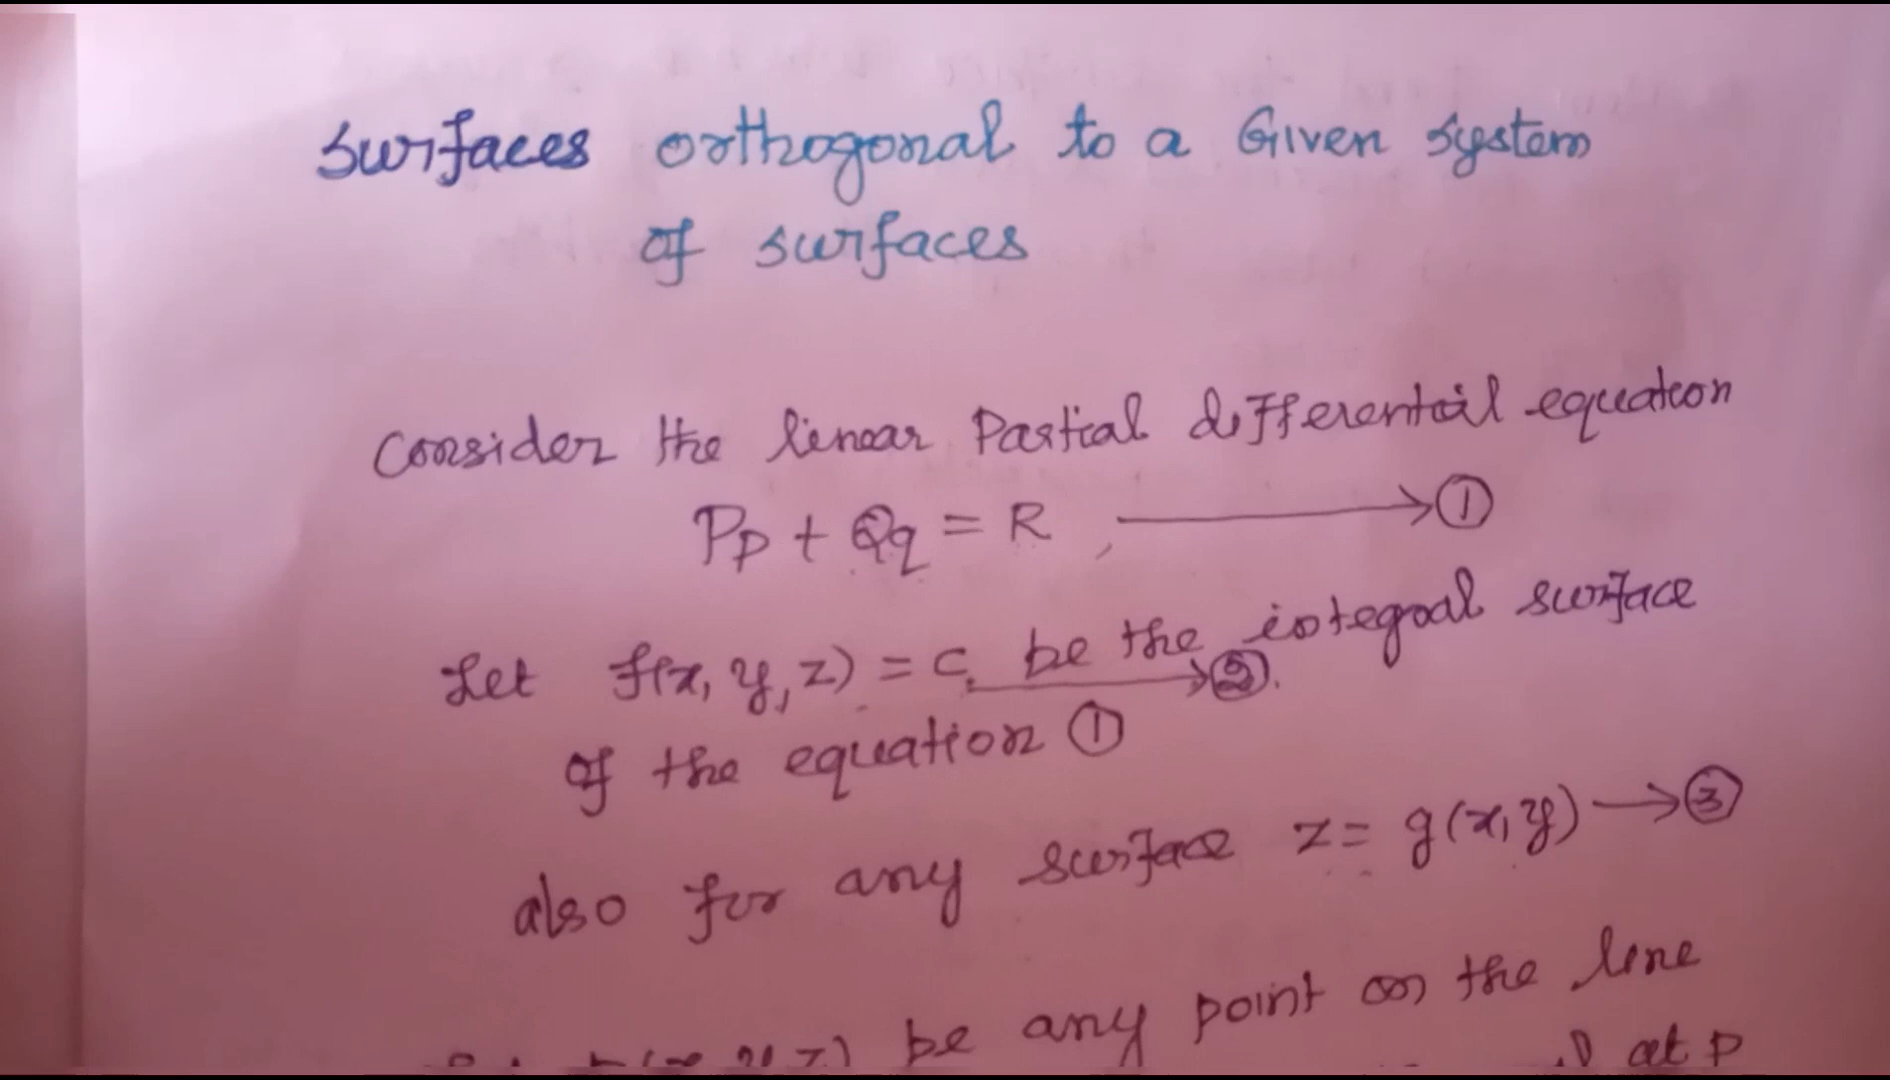 Surfaces orthogonal to a Given system
of surfaces
Consider the linear Partial differential equation
Pp + Qq = R, → ①
Let f(x, y, z) = c → ② be the integral surface
of the equation ①
also for any surface z = g(x, y) → ③
be any point on the line
at P